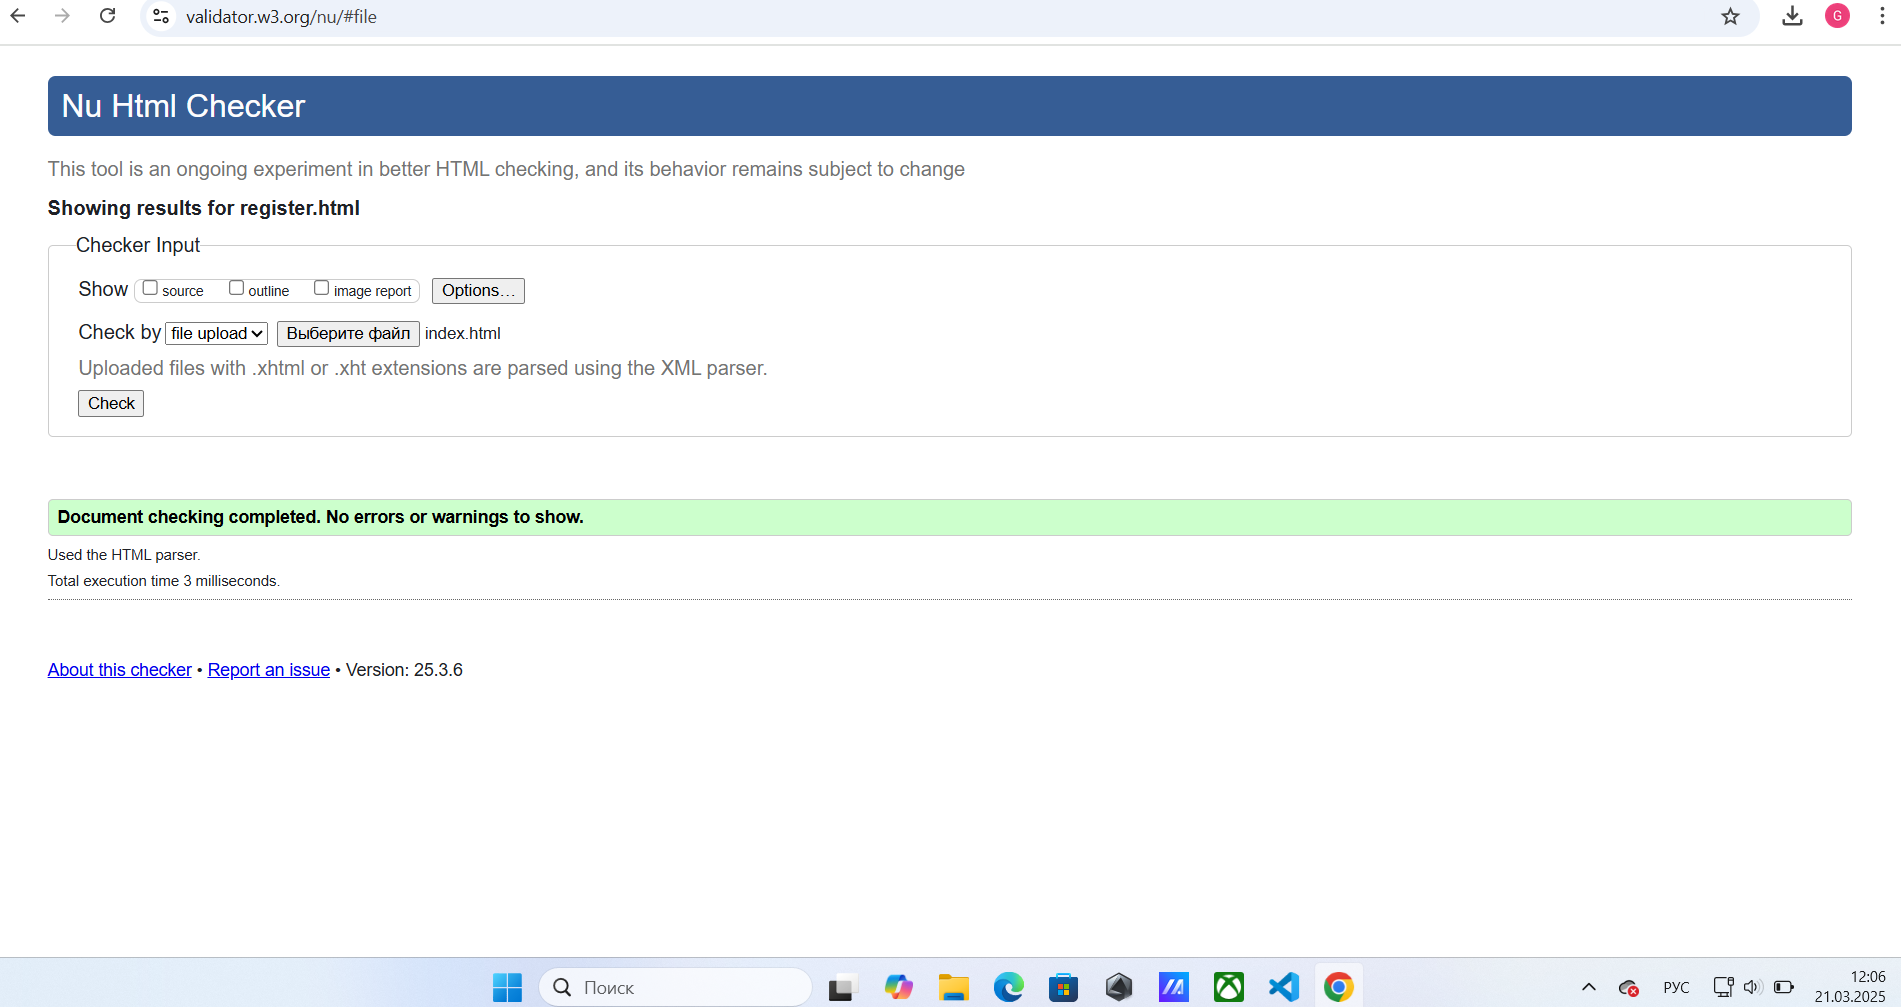 validator.w3.org/nu/#file
G
Nu Html Checker
This tool is an ongoing experiment in better HTML checking, and its behavior remains subject to change
Showing results for register.html
Checker Input
Show source outline image report Options...
Check by file upload Выберите файл index.html
Uploaded files with .xhtml or .xht extensions are parsed using the XML parser.
Check
Document checking completed. No errors or warnings to show.
Used the HTML parser.
Total execution time 3 milliseconds.
About this checker • Report an issue • Version: 25.3.6
Поиск
РУС
12:06
21.03.2025